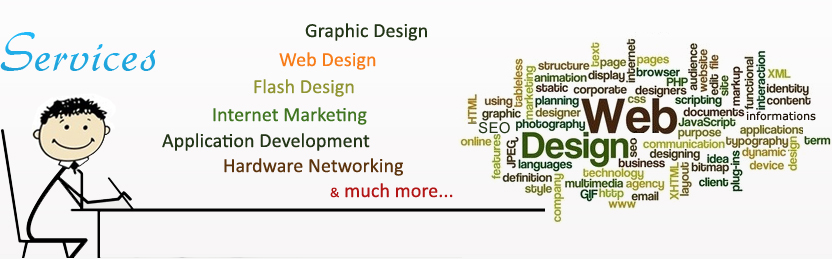 Services
Graphic Design
Web Design
Flash Design
Internet Marketing
Application Development
Hardware Networking
& much more...
text
page
pages
internet
structure
browser
audience
website
edit
file
tableless
marketing
animation
display
PHP
site
markup
functional
interaction
XML
static
corporate
designers
identity
HTML
using
planning
css
scripting
content
graphic
designer
Web
documents
informations
SEO
photography
JavaScript
online
features
JPEG
Design
seo
purpose
applications
communication
typography
design
term
languages
business
designing
idea
plug-ins
dynamic
definition
technology
XHTML
layout
bitmap
device
style
company
multimedia
agency
client
GIF
http
email
www